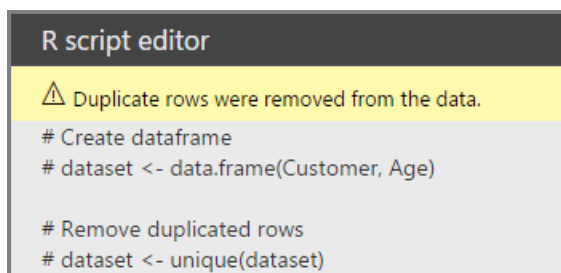 R script editor
⚠ Duplicate rows were removed from the data.
# Create dataframe
# dataset <- data.frame(Customer, Age)
# Remove duplicated rows
# dataset <- unique(dataset)